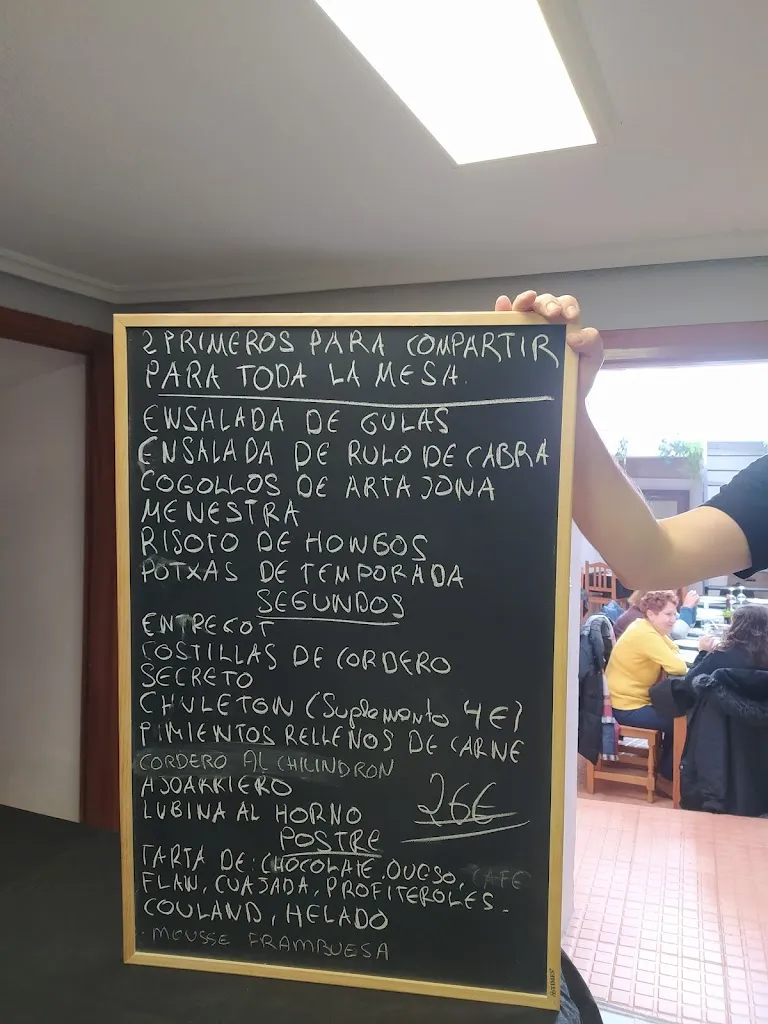 2 PRIMEROS PARA COMPARTIR
PARA TODA LA MESA.
ENSALADA DE GULAS
ENSALADA DE RULO DE CABRA
COGOLLOS DE ARTAJONA
MENESTRA
RISOTO DE HONGOS
POTXAS DE TEMPORADA
SEGUNDOS
ENTRECOT
COSTILLAS DE CORDERO
SECRETO
CHULETON (Suplemento 4€)
PIMIENTOS RELLENOS DE CARNE
CORDERO AL CHILINDRON
AJOARRIERO
26€
LUBINA AL HORNO
POSTRE
TARTA DE: CHOCOLATE, QUESO, CAFE
FLAN, CUAJADA, PROFITEROLES.
COULAND, HELADO
MOUSSE FRAMBUESA